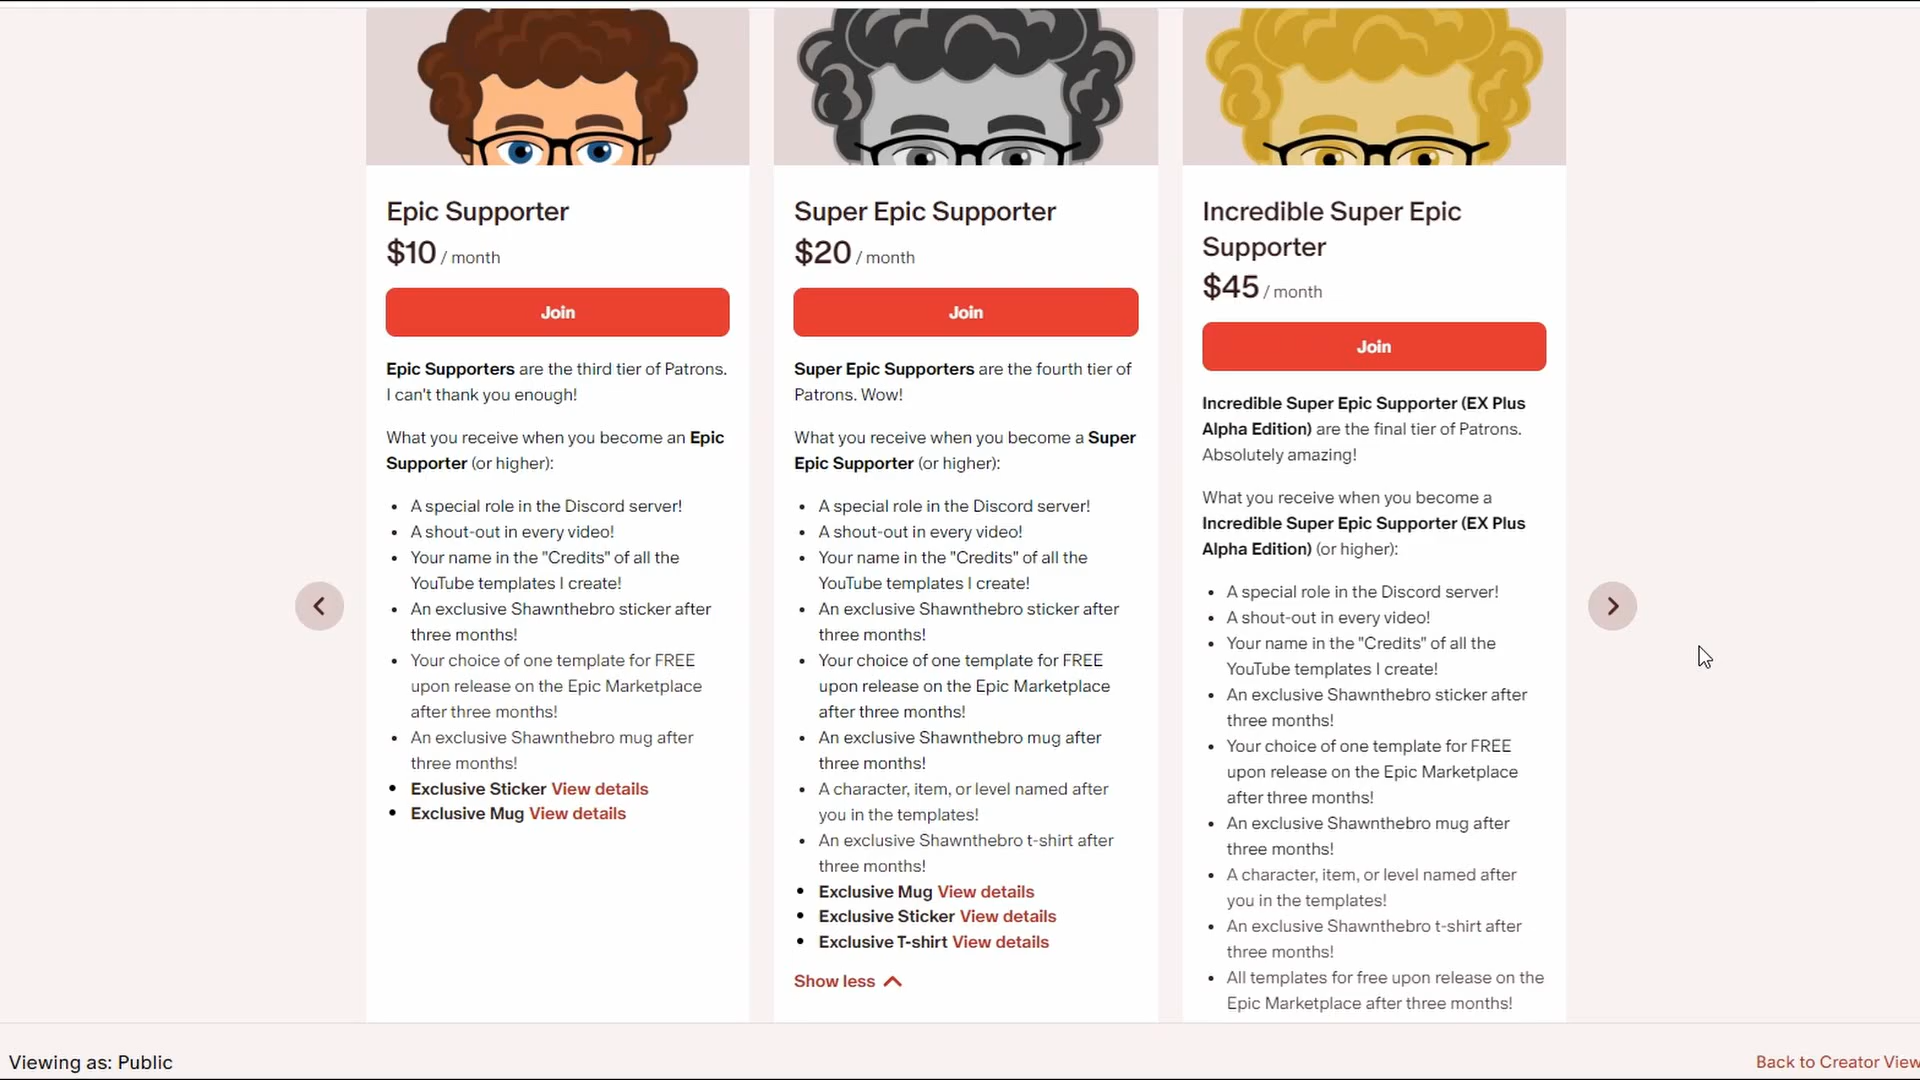 Epic Supporter
$10 / month
Join
Epic Supporters are the third tier of Patrons.
I can't thank you enough!
What you receive when you become an Epic
Supporter (or higher):
• A special role in the Discord server!
• A shout-out in every video!
• Your name in the "Credits" of all the
YouTube templates I create!
• An exclusive Shawnthebro sticker after
three months!
• Your choice of one template for FREE
upon release on the Epic Marketplace
after three months!
• An exclusive Shawnthebro mug after
three months!
• Exclusive Sticker View details
• Exclusive Mug View details
Super Epic Supporter
$20 / month
Join
Super Epic Supporters are the fourth tier of
Patrons. Wow!
What you receive when you become a Super
Epic Supporter (or higher):
• A special role in the Discord server!
• A shout-out in every video!
• Your name in the "Credits" of all the
YouTube templates I create!
• An exclusive Shawnthebro sticker after
three months!
• Your choice of one template for FREE
upon release on the Epic Marketplace
after three months!
• An exclusive Shawnthebro mug after
three months!
• A character, item, or level named after
you in the templates!
• An exclusive Shawnthebro t-shirt after
three months!
• Exclusive Mug View details
• Exclusive Sticker View details
• Exclusive T-shirt View details
Show less
Incredible Super Epic
Supporter
$45 / month
Join
Incredible Super Epic Supporter (EX Plus
Alpha Edition) are the final tier of Patrons.
Absolutely amazing!
What you receive when you become a
Incredible Super Epic Supporter (EX Plus
Alpha Edition) (or higher):
• A special role in the Discord server!
• A shout-out in every video!
• Your name in the "Credits" of all the
YouTube templates I create!
• An exclusive Shawnthebro sticker after
three months!
• Your choice of one template for FREE
upon release on the Epic Marketplace
after three months!
• An exclusive Shawnthebro mug after
three months!
• A character, item, or level named after
you in the templates!
• An exclusive Shawnthebro t-shirt after
three months!
• All templates for free upon release on the
Epic Marketplace after three months!
Viewing as: Public
Back to Creator View